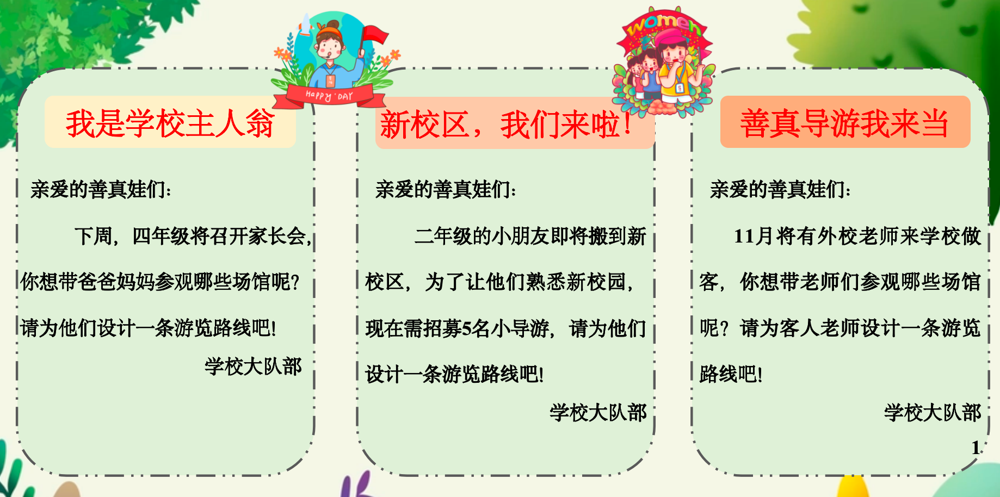 HAPPY DAY
women
我是学校主人翁
亲爱的善真娃们：
下周，四年级将召开家长会，
你想带爸爸妈妈参观哪些场馆呢？
请为他们设计一条游览路线吧！
学校大队部
新校区，我们来啦！
亲爱的善真娃们：
二年级的小朋友即将搬到新
校区，为了让他们熟悉新校园，
现在需招募5名小导游，请为他们
设计一条游览路线吧！
学校大队部
善真导游我来当
亲爱的善真娃们：
11月将有外校老师来学校做
客，你想带老师们参观哪些场馆
呢？请为客人老师设计一条游览
路线吧！
学校大队部
1